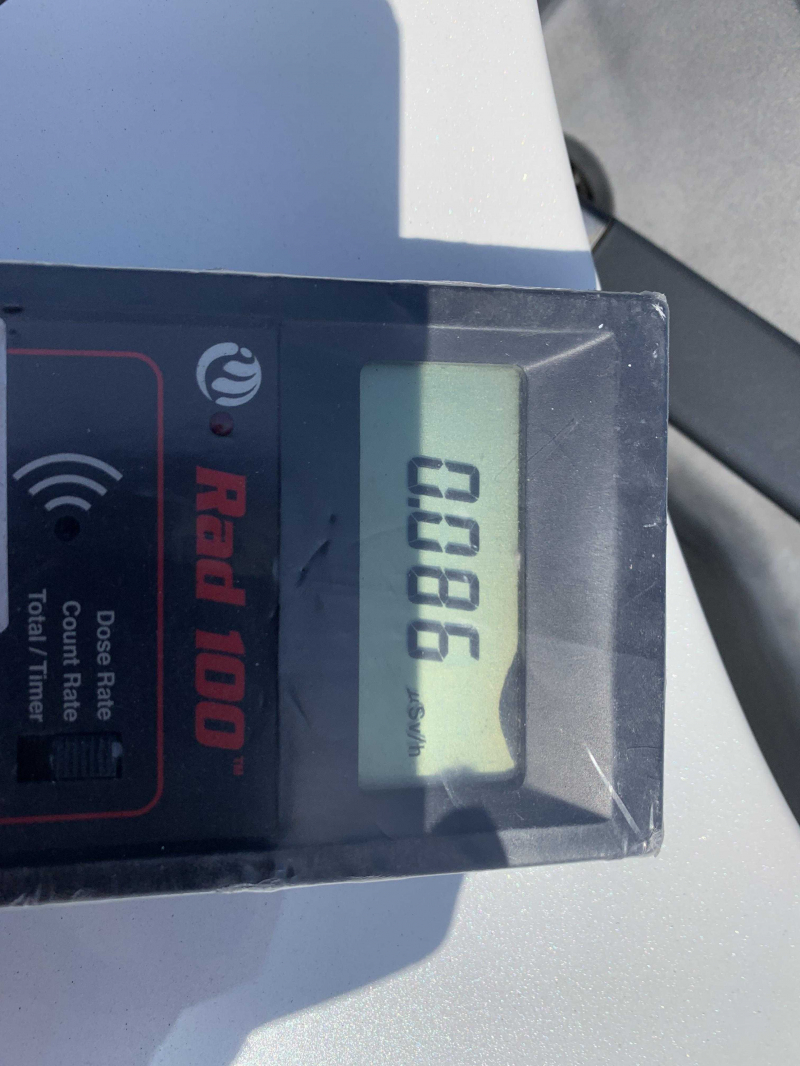 0.086
µSv/h
Rad 100™
Dose Rate
Count Rate
Total / Timer